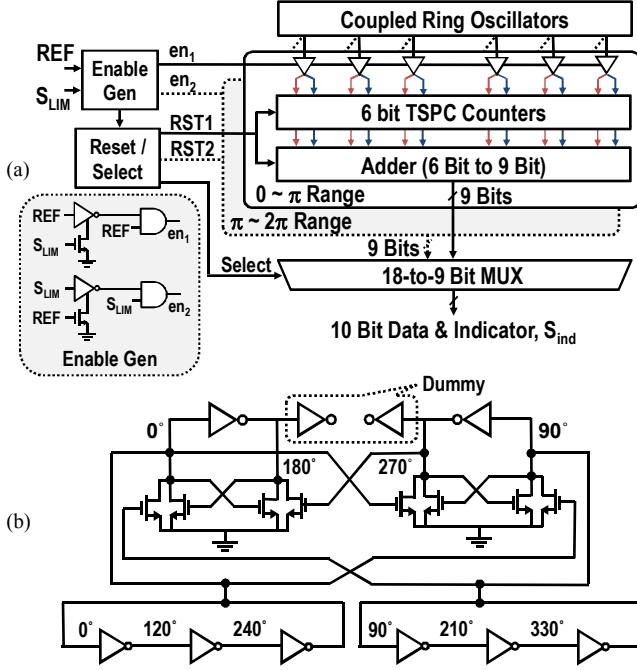 Coupled Ring Oscillators
REF
S_LIM
Enable Gen
en₁
en₂
6 bit TSPC Counters
Reset / Select
RST1
RST2
Adder (6 Bit to 9 Bit)
(a)
0 ~ π Range
9 Bits
π ~ 2π Range
9 Bits
REF
REF
en₁
S_LIM
Select
18-to-9 Bit MUX
S_LIM
S_LIM
en₂
REF
10 Bit Data & Indicator, S_ind
Enable Gen
Dummy
0°
90°
180°
270°
(b)
0°
120°
240°
90°
210°
330°